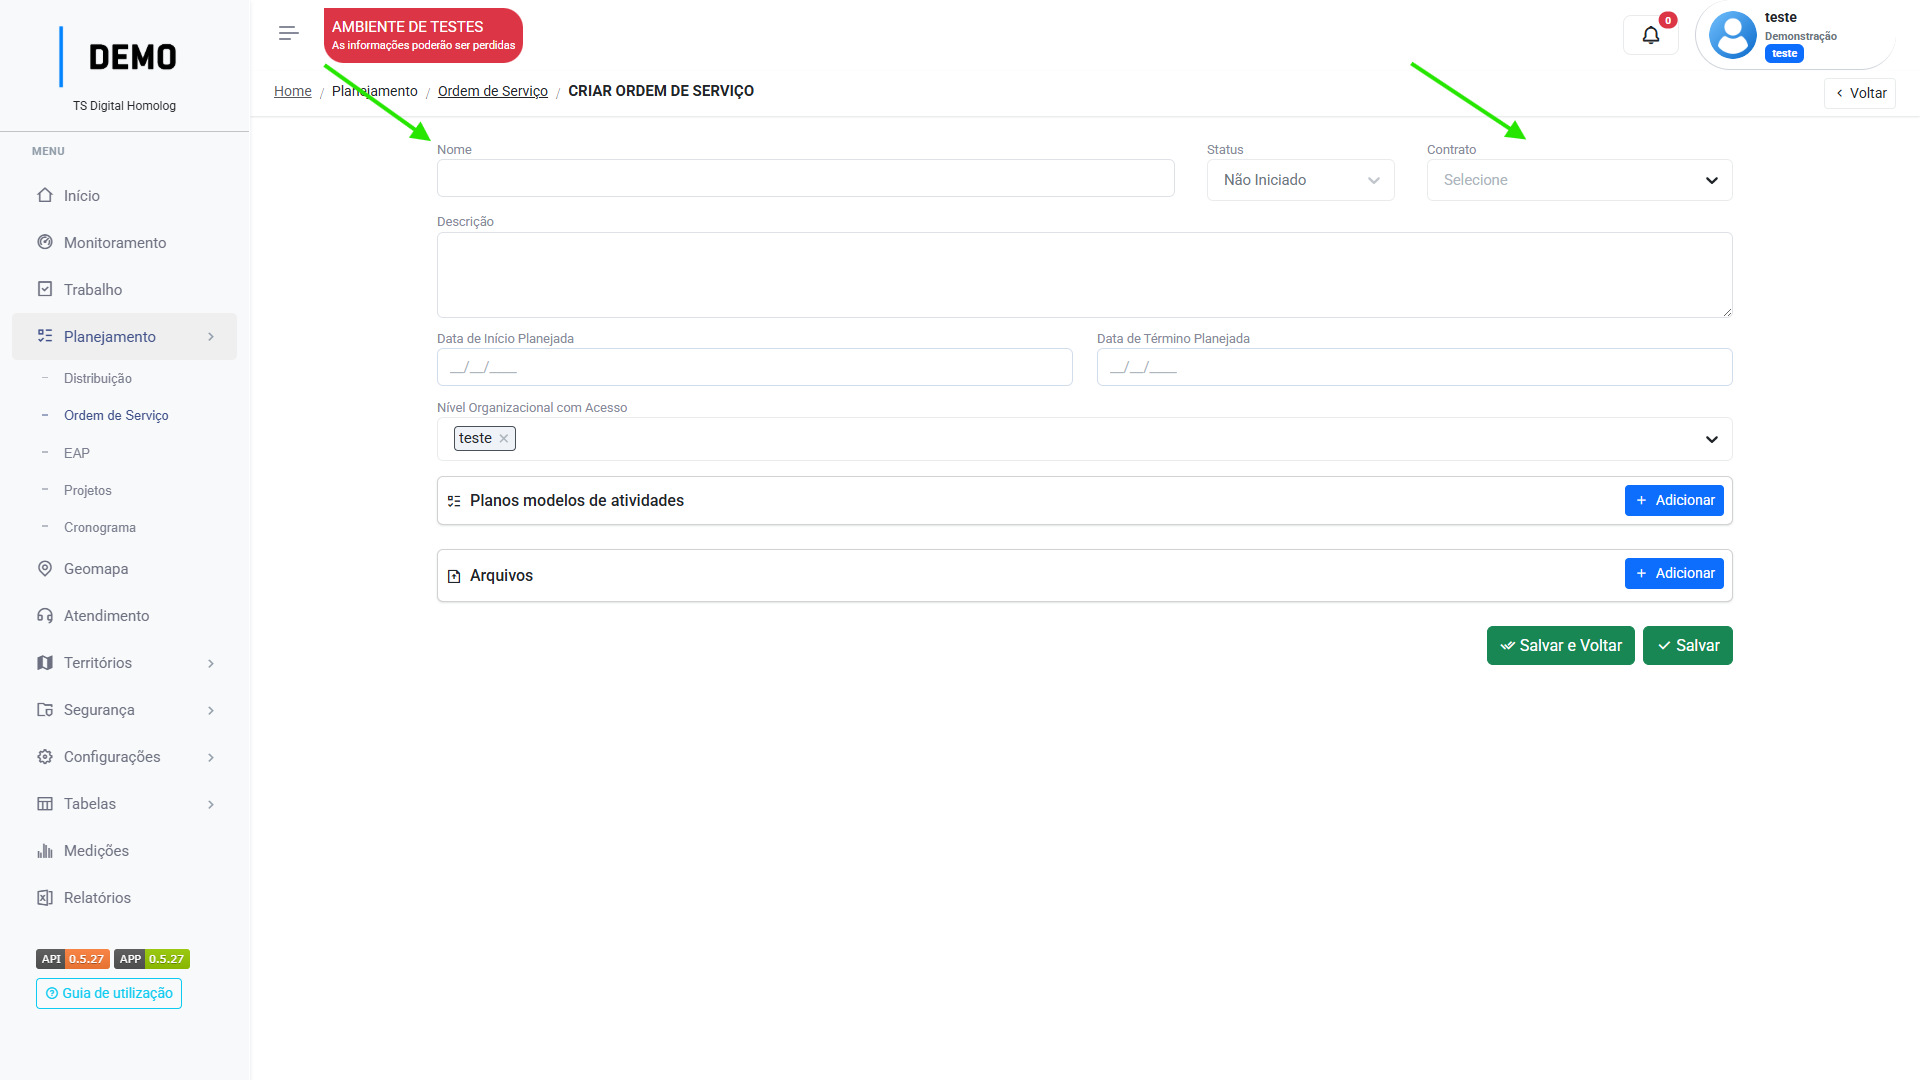 DEMO
TS Digital Homolog
MENU
Início
Monitoramento
Trabalho
Planejamento
Distribuição
Ordem de Serviço
EAP
Projetos
Cronograma
Geomapa
Atendimento
Territórios
Segurança
Configurações
Tabelas
Medições
Relatórios
API 0.5.27 APP 0.5.27
Guia de utilização
AMBIENTE DE TESTES
As informações poderão ser perdidas
0
teste
Demonstração
teste
Home / Planejamento / Ordem de Serviço / CRIAR ORDEM DE SERVIÇO
Voltar
Nome Status Contrato
Não Iniciado Selecione
Descrição
Data de Início Planejada Data de Término Planejada
__/__/____ __/__/____
Nível Organizacional com Acesso
teste
Planos modelos de atividades + Adicionar
Arquivos + Adicionar
Salvar e Voltar Salvar